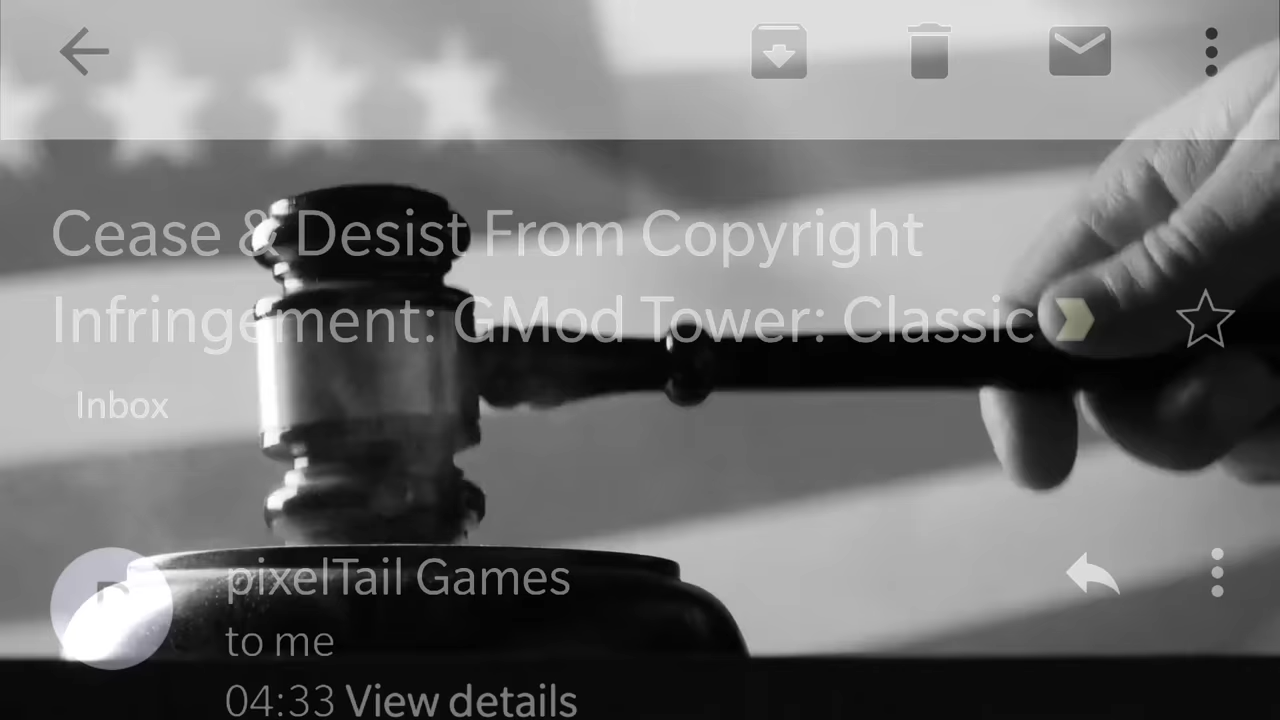 Cease & Desist From Copyright
Infringement: GMod Tower: Classic
Inbox
pixelTail Games
to me
04:33 View details